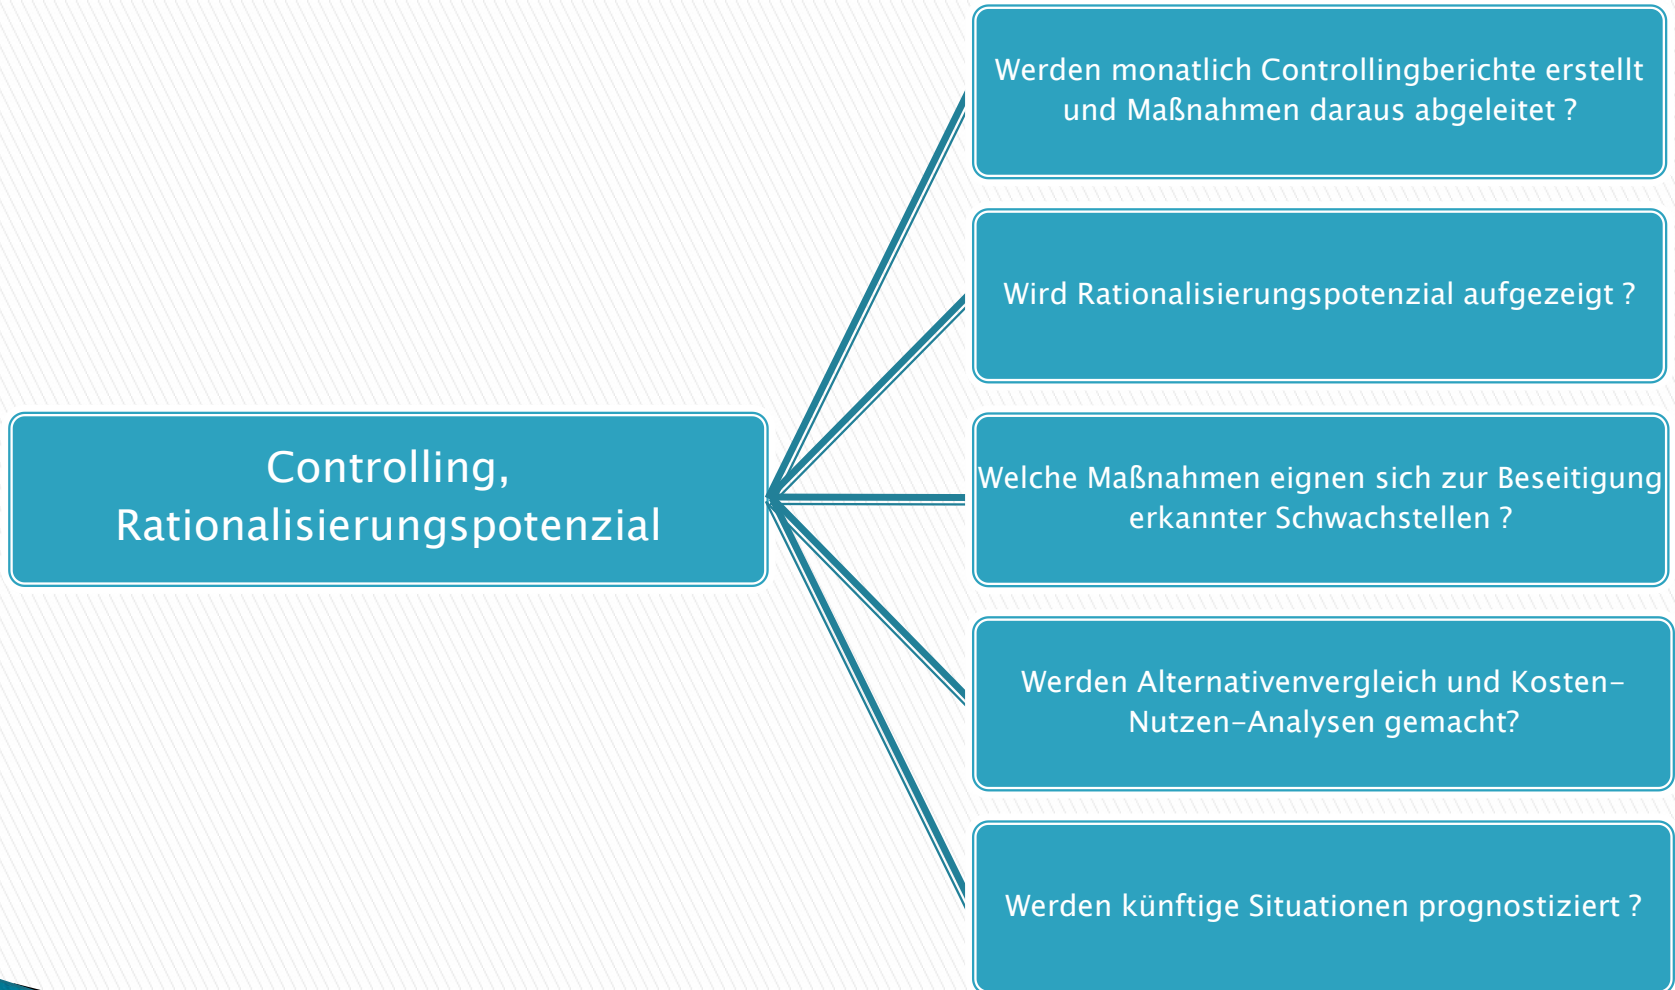 Controlling,
Rationalisierungspotenzial
Werden monatlich Controllingberichte erstellt
und Maßnahmen daraus abgeleitet ?
Wird Rationalisierungspotenzial aufgezeigt ?
Welche Maßnahmen eignen sich zur Beseitigung
erkannter Schwachstellen ?
Werden Alternativenvergleich und Kosten-
Nutzen-Analysen gemacht?
Werden künftige Situationen prognostiziert ?